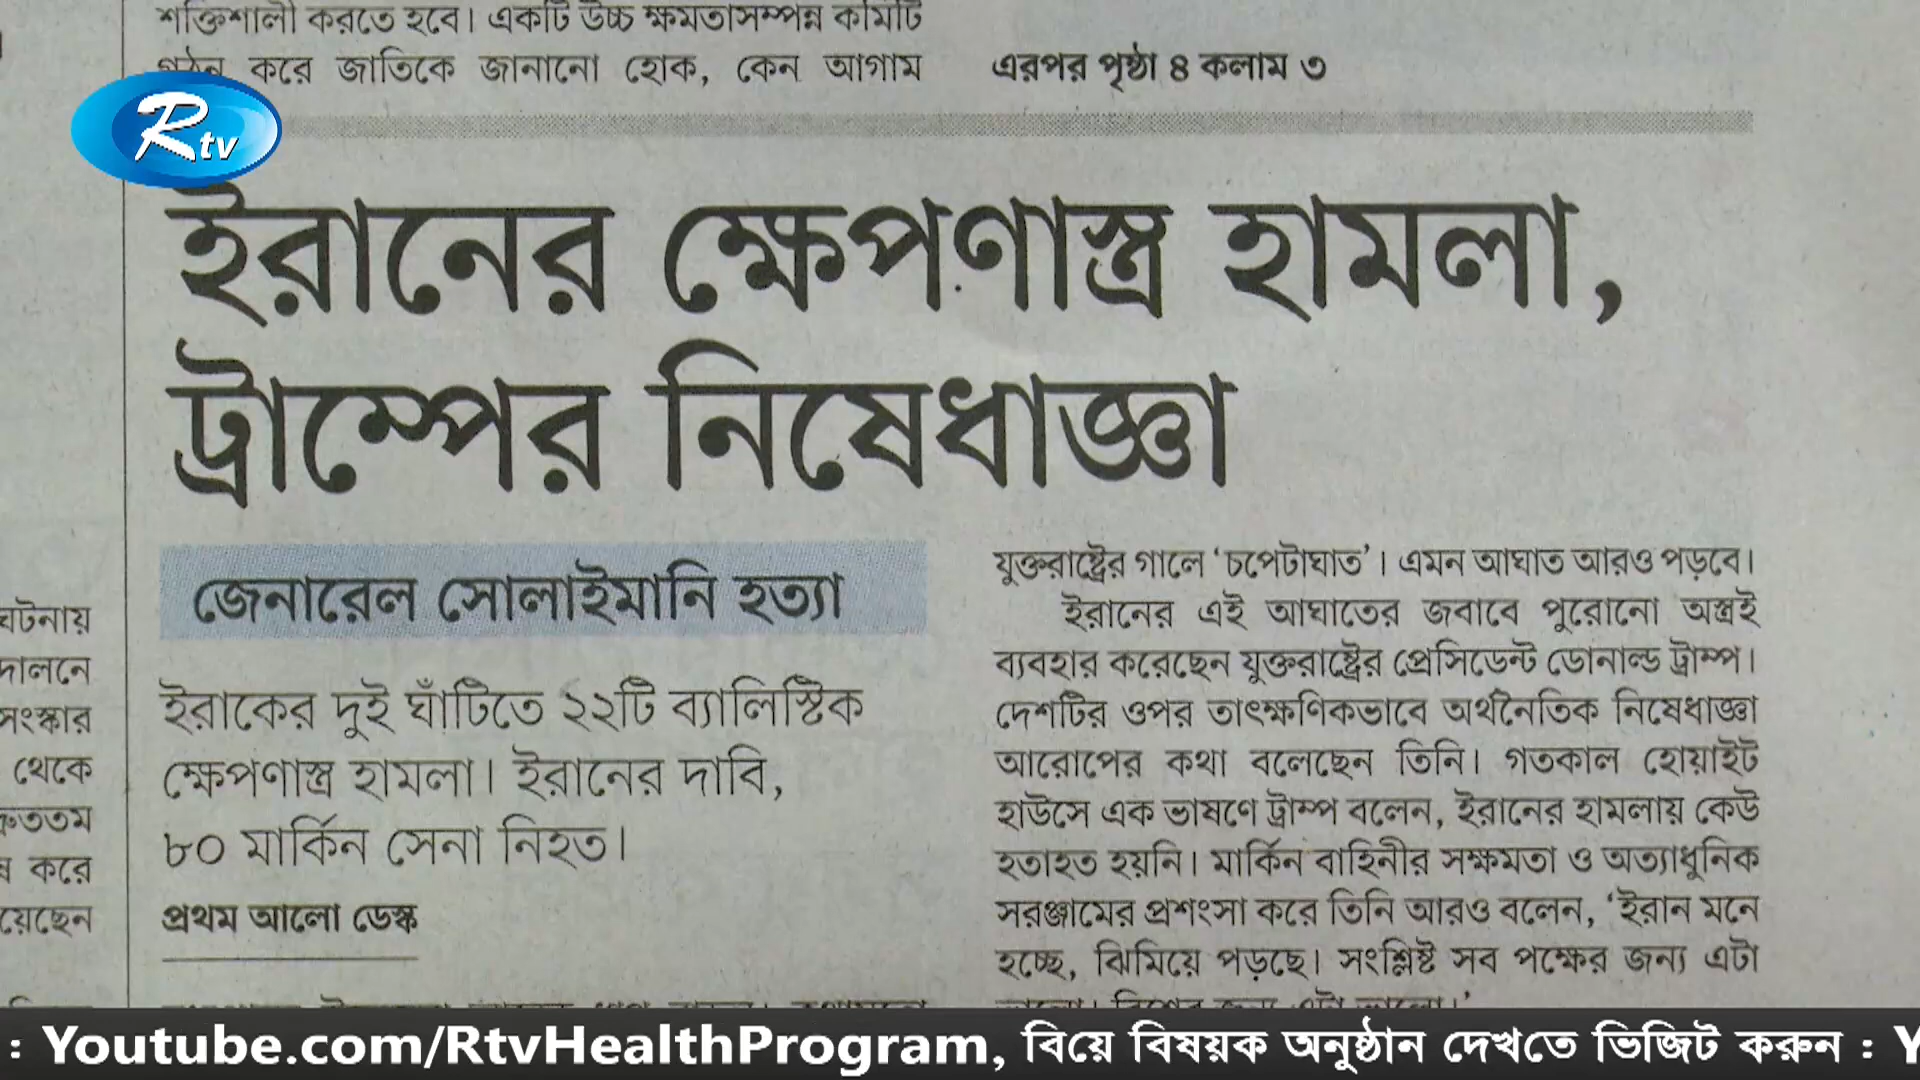 শক্তিশালী করতে হবে। একটি উচ্চ ক্ষমতাসম্পন্ন কমিটি
গঠন করে জাতিকে জানানো হোক, কেন আগাম
এরপর পৃষ্ঠা ৪ কলাম ৩
Rtv
ইরানের ক্ষেপণাস্ত্র হামলা,
ট্রাম্পের নিষেধাজ্ঞা
জেনারেল সোলাইমানি হত্যা
ইরাকের দুই ঘাঁটিতে ২২টি ব্যালিস্টিক
ক্ষেপণাস্ত্র হামলা। ইরানের দাবি,
৮০ মার্কিন সেনা নিহত।
প্রথম আলো ডেস্ক
যুক্তরাষ্ট্রের গালে ‘চপেটাঘাত’। এমন আঘাত আরও পড়বে।
ইরানের এই আঘাতের জবাবে পুরোনো অস্ত্রই
ব্যবহার করেছেন যুক্তরাষ্ট্রের প্রেসিডেন্ট ডোনাল্ড ট্রাম্প।
দেশটির ওপর তাৎক্ষণিকভাবে অর্থনৈতিক নিষেধাজ্ঞা
আরোপের কথা বলেছেন তিনি। গতকাল হোয়াইট
হাউসে এক ভাষণে ট্রাম্প বলেন, ইরানের হামলায় কেউ
হতাহত হয়নি। মার্কিন বাহিনীর সক্ষমতা ও অত্যাধুনিক
সরঞ্জামের প্রশংসা করে তিনি আরও বলেন, ‘ইরান মনে
হচ্ছে, ঝিমিয়ে পড়ছে। সংশ্লিষ্ট সব পক্ষের জন্য এটা
ঘটনায়
দালনে
সংস্কার
থেকে
দ্রুততম
করে
য়েছেন
: Youtube.com/RtvHealthProgram, বিয়ে বিষয়ক অনুষ্ঠান দেখতে ভিজিট করুন : Y